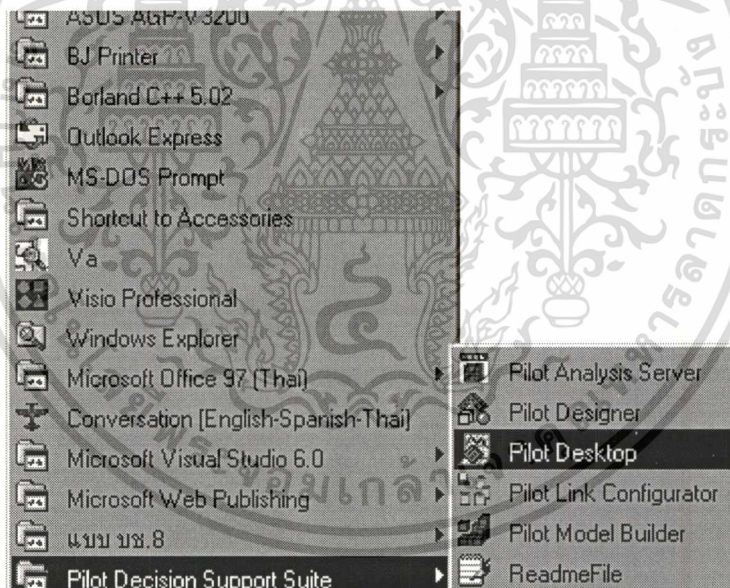 ASUS AGP-V3200
BJ Printer
Borland C++ 5.02
Outlook Express
MS-DOS Prompt
Shortcut to Accessories
Va
Visio Professional
Windows Explorer
Microsoft Office 97 (Thai)
Conversation [English-Spanish-Thai]
Microsoft Visual Studio 6.0
Microsoft Web Publishing
แบบ บช.8
Pilot Decision Support Suite
Pilot Analysis Server
Pilot Designer
Pilot Desktop
Pilot Link Configurator
Pilot Model Builder
ReadmeFile